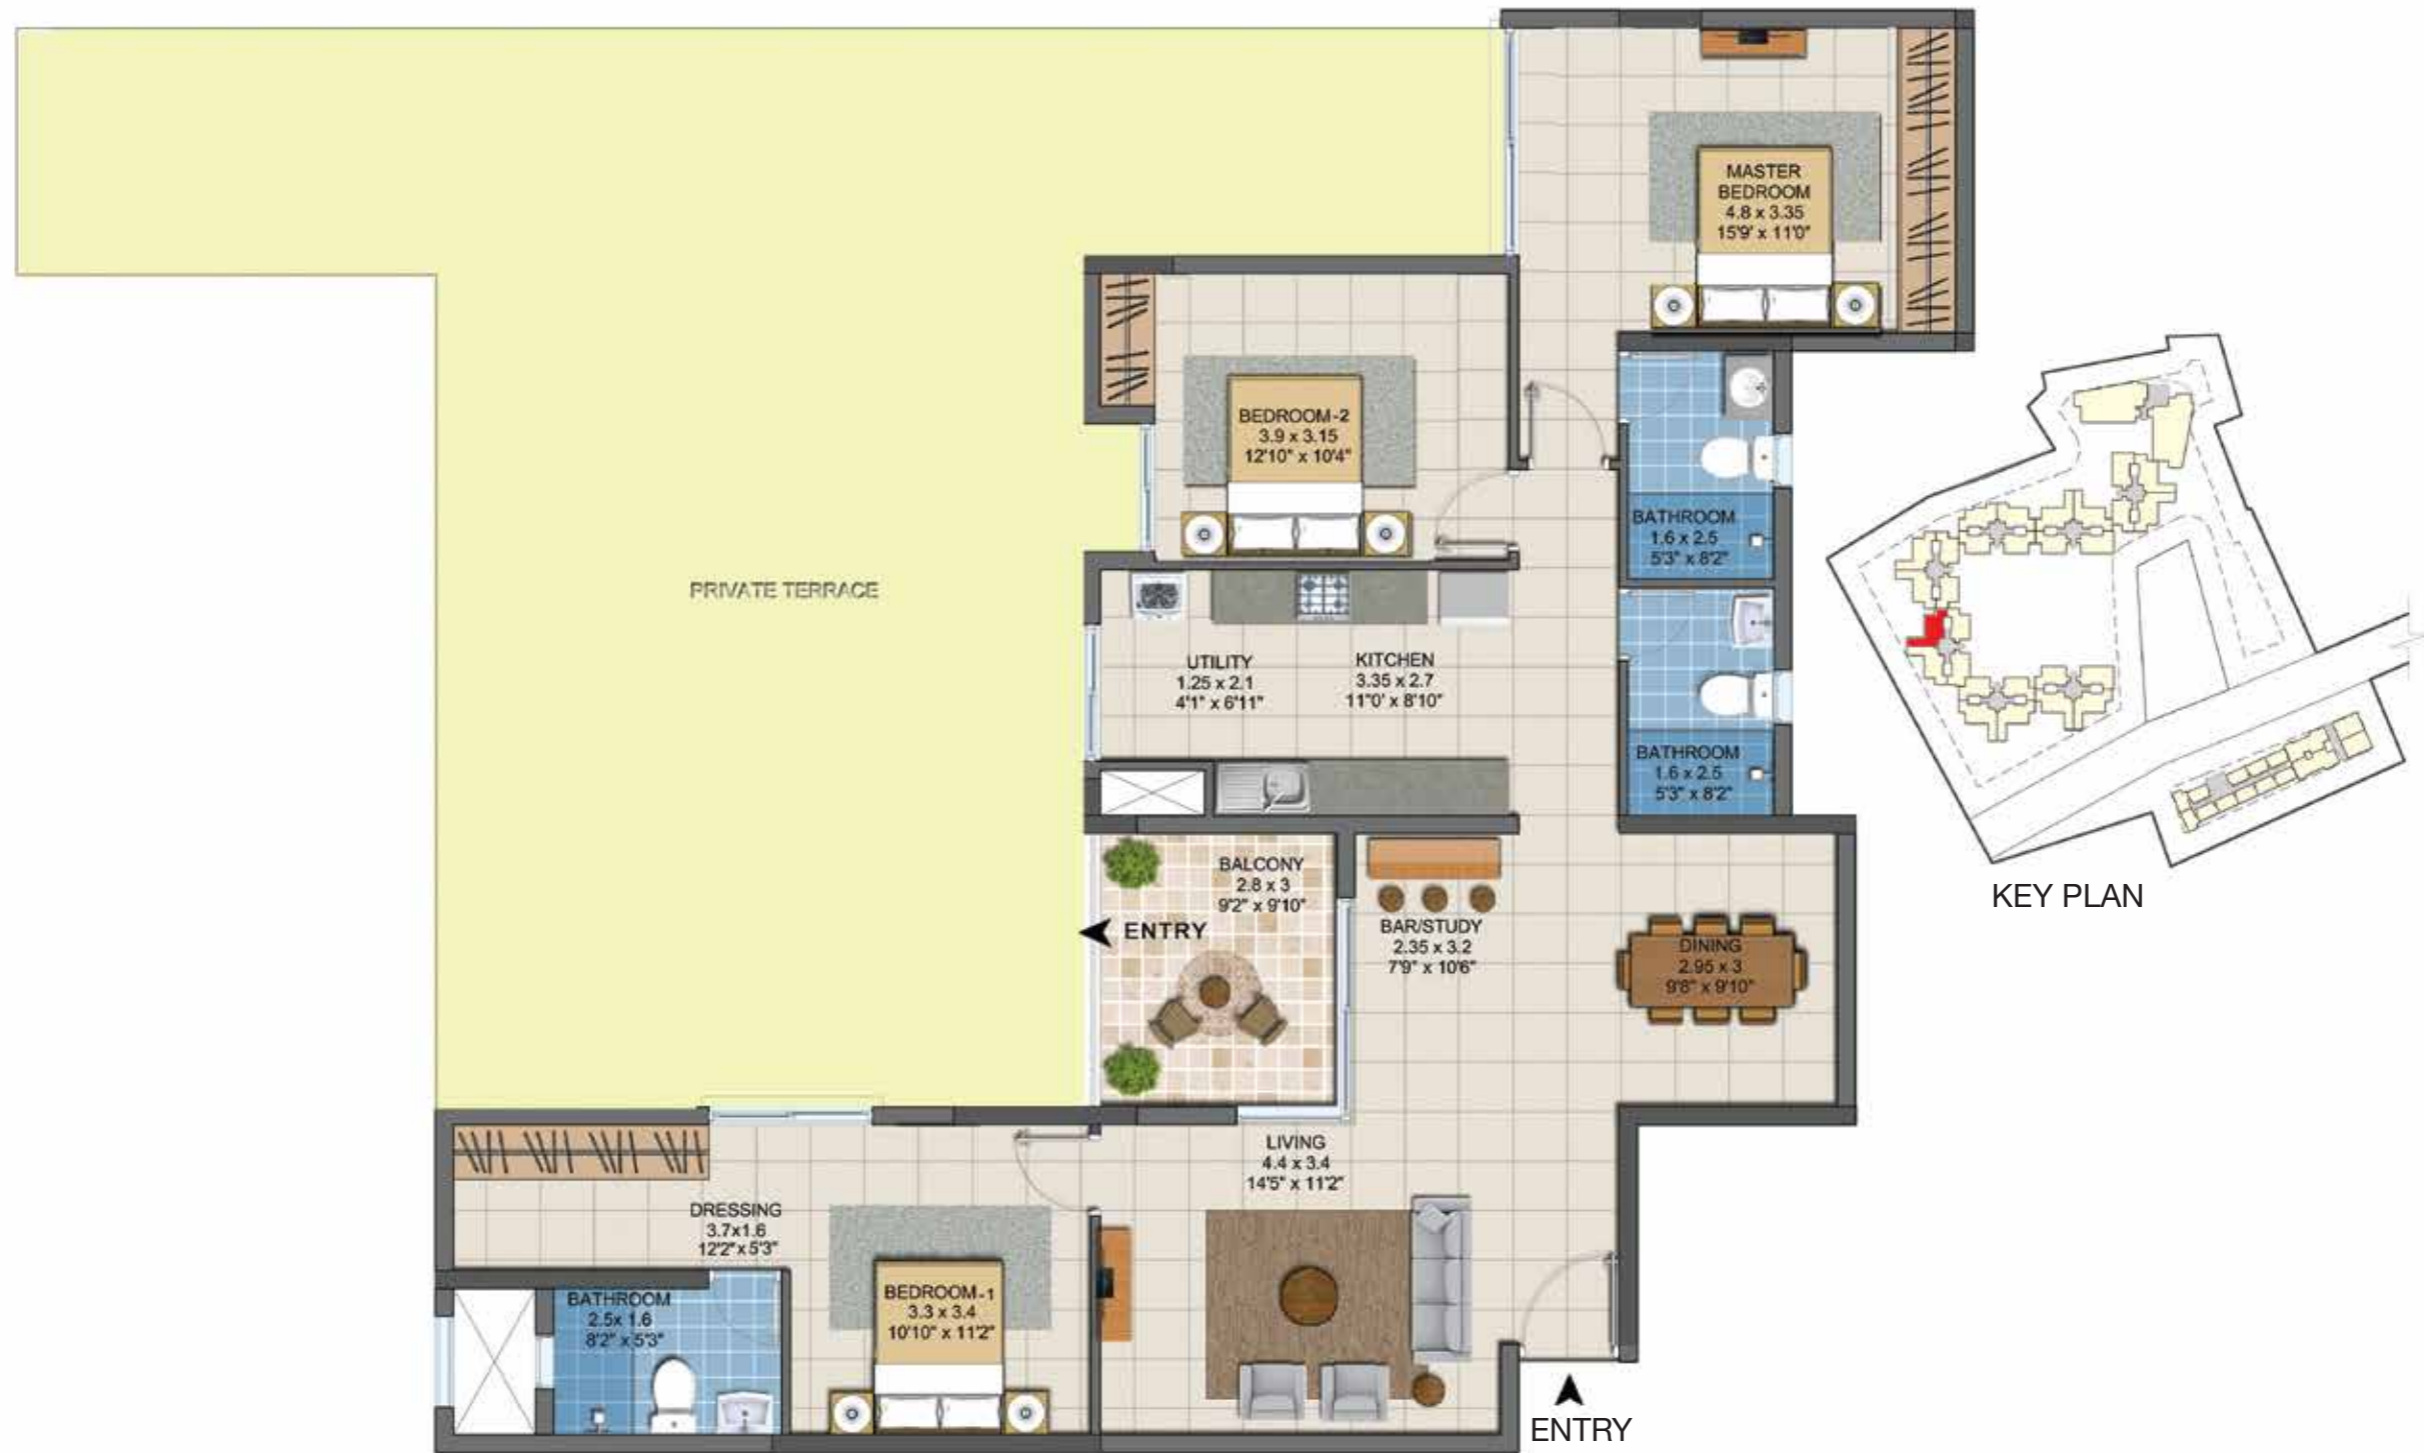 MASTER
BEDROOM
4.8 x 3.35
15'9' x 11'0"
BEDROOM-2
3.9 x 3.15
12'10" x 10'4"
BATHROOM
1.6 x 2.5
5'3" x 8'2"
PRIVATE TERRACE
UTILITY
1.25 x 2.1
4'1" x 6'11"
KITCHEN
3.35 x 2.7
11"0' x 8'10"
BATHROOM
1.6 x 2.5
5'3" x 8'2"
BALCONY
2.8 x 3
9'2" x 9'10"
ENTRY
BAR/STUDY
2.35 x 3.2
7'9" x 10'6"
DINING
2.95 x 3
9'8" x 9'10"
KEY PLAN
LIVING
4.4 x 3.4
14'5" x 11'2"
DRESSING
3.7x1.6
12'2"x5'3"
BATHROOM
2.5x 1.6
8'2" x 5'3"
BEDROOM-1
3.3 x 3.4
10'10" x 11'2"
ENTRY